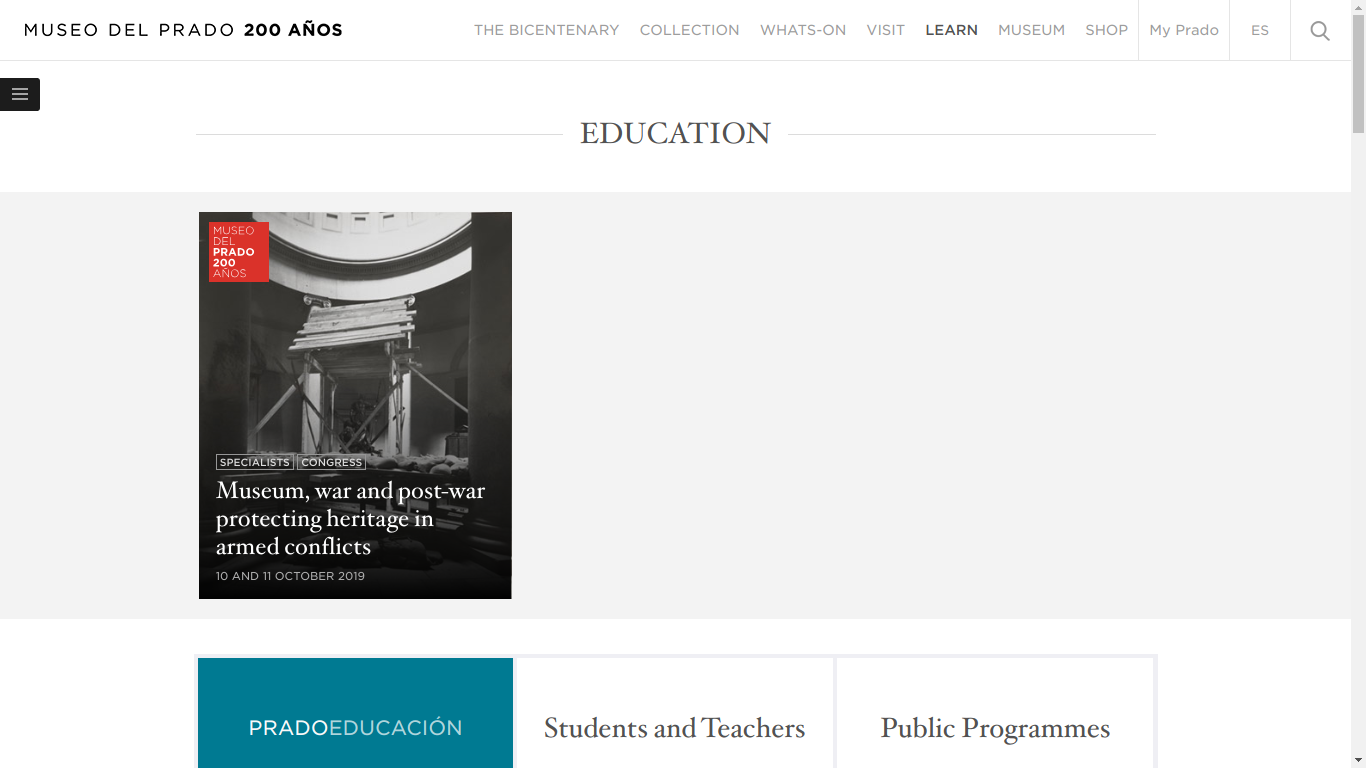 MUSEO DEL PRADO 200 AÑOS
THE BICENTENARY COLLECTION WHATS-ON VISIT LEARN MUSEUM SHOP My Prado ES
EDUCATION
MUSEO
DEL
PRADO
200
AÑOS
SPECIALISTS CONGRESS
Museum, war and post-war
protecting heritage in
armed conflicts
10 AND 11 OCTOBER 2019
PRADOEDUCACIÓN
Students and Teachers
Public Programmes